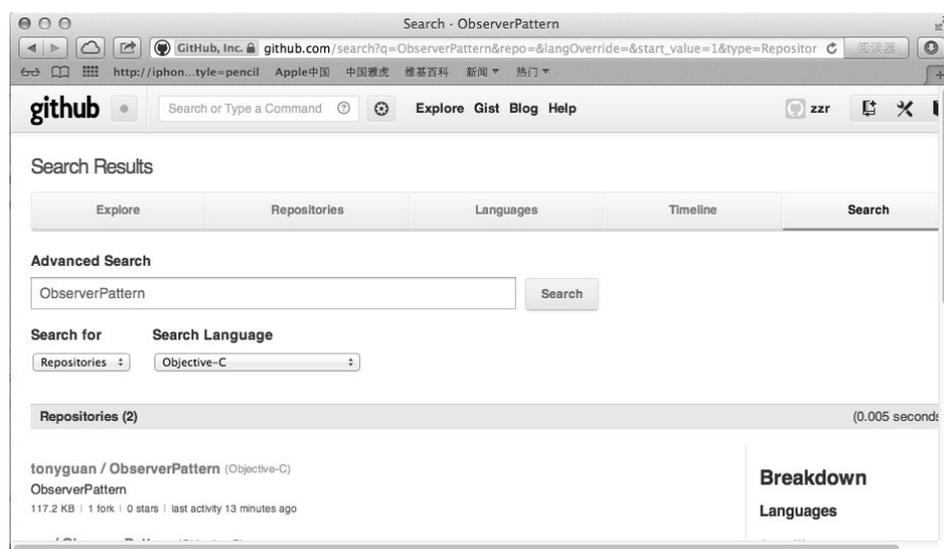 Search - ObserverPattern
GitHub, Inc. github.com/search?q=ObserverPattern&repo=&langOverride=&start_value=1&type=Repositor 阅读器
http://iphon...tyle=pencil Apple中国 中国雅虎 维基百科 新闻 热门
github Search or Type a Command Explore Gist Blog Help zzr
Search Results
Explore Repositories Languages Timeline Search
Advanced Search
ObserverPattern Search
Search for Search Language
Repositories Objective-C
Repositories (2) (0.005 seconds
tonyguan / ObserverPattern (Objective-C)
ObserverPattern
117.2 KB | 1 fork | 0 stars | last activity 13 minutes ago
Breakdown
Languages